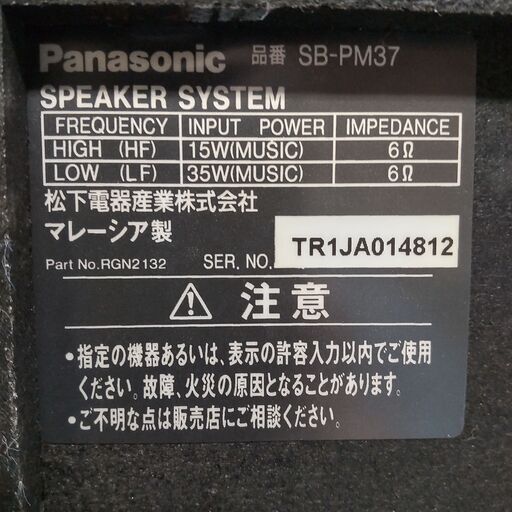 Panasonic 品番 SB-PM37
SPEAKER SYSTEM
FREQUENCY INPUT POWER IMPEDANCE
HIGH (HF) 15W(MUSIC) 6Ω
LOW (LF) 35W(MUSIC) 6Ω
松下電器産業株式会社
マレーシア製
TR1JA014812
Part No.RGN2132 SER. NO.
注意
•指定の機器あるいは、表示の許容入力以内でご使用
ください。故障、火災の原因となることがあります。
•ご不明な点は販売店にご相談ください。